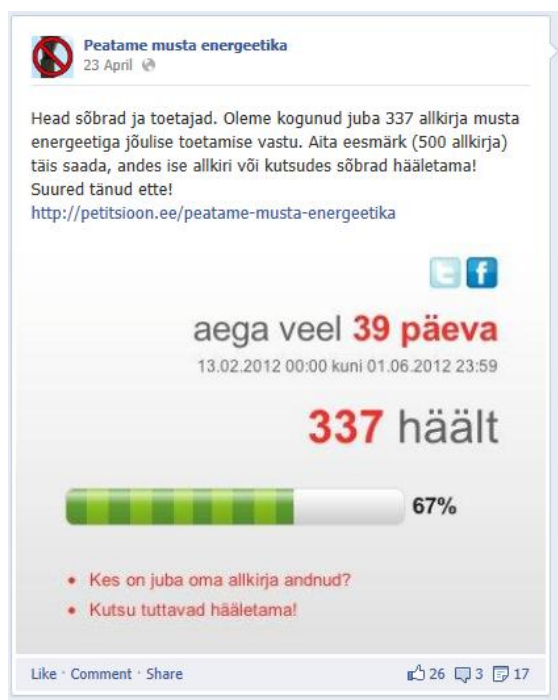 Peatame musta energeetika
23 April
Head sõbrad ja toetajad. Oleme kogunud juba 337 allkirja musta
energeetiga jõulise toetamise vastu. Aita eesmärk (500 allkirja)
täis saada, andes ise allkiri või kutsudes sõbrad hääletama!
Suured tänud ette!
http://petitsioon.ee/peatame-musta-energeetika
t f
aega veel 39 päeva
13.02.2012 00:00 kuni 01.06.2012 23:59
337 häält
67%
• Kes on juba oma allkirja andnud?
• Kutsu tuttavad hääletama!
Like · Comment · Share 26 3 17